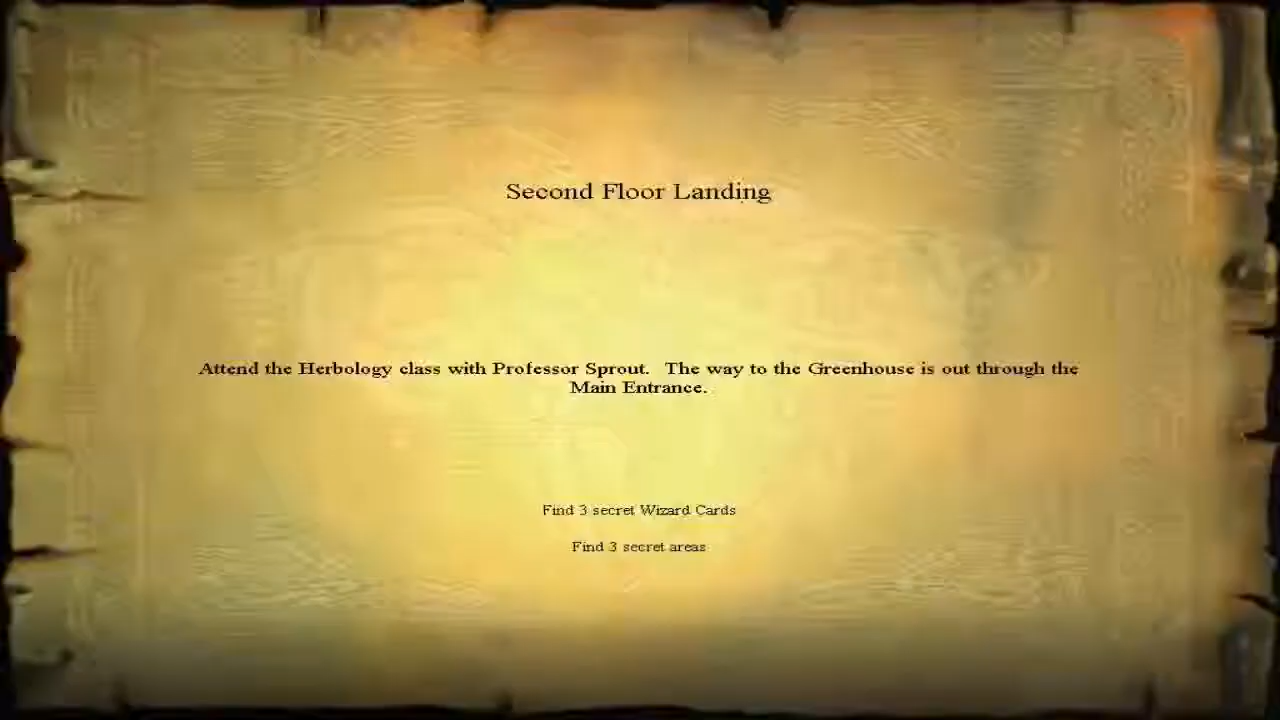 Second Floor Landing
Attend the Herbology class with Professor Sprout.  The way to the Greenhouse is out through the
Main Entrance.
Find 3 secret Wizard Cards
Find 3 secret areas